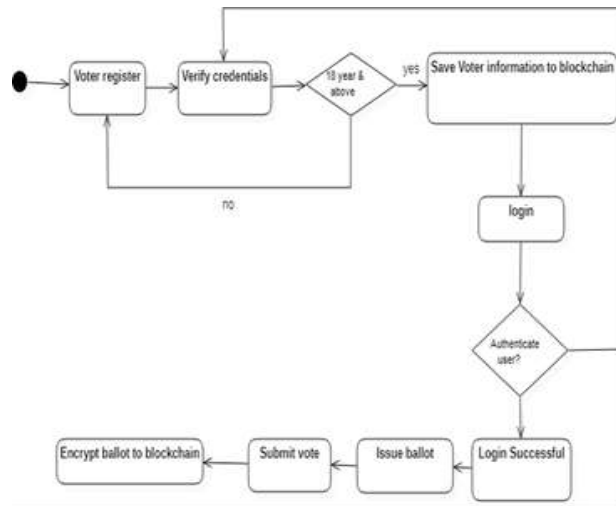 Voter register
Verify credentials
18 year &
above
yes
Save Voter information to blockchain
no
login
Authenticate
user?
Encrypt ballot to blockchain
Submit vote
Issue ballot
Login Successful